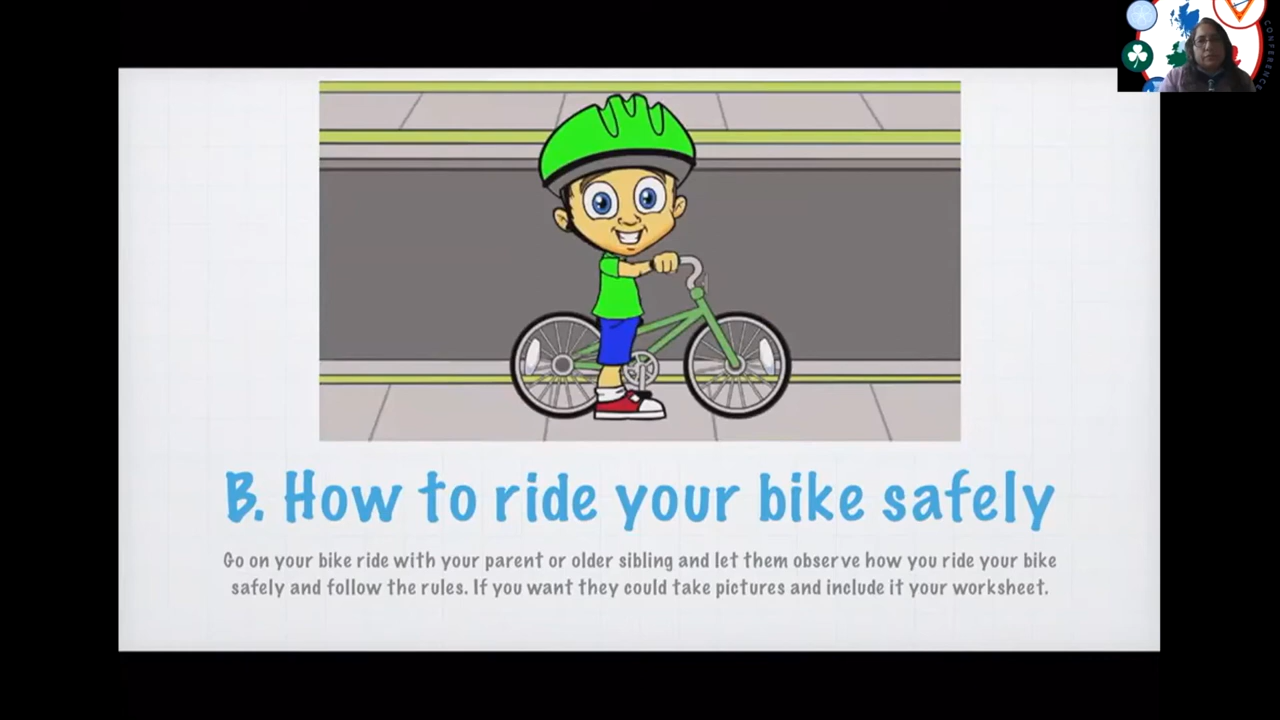 B. How to ride your bike safely
Go on your bike ride with your parent or older sibling and let them observe how you ride your bike
safely and follow the rules. If you want they could take pictures and include it your worksheet.
CONFERENCE